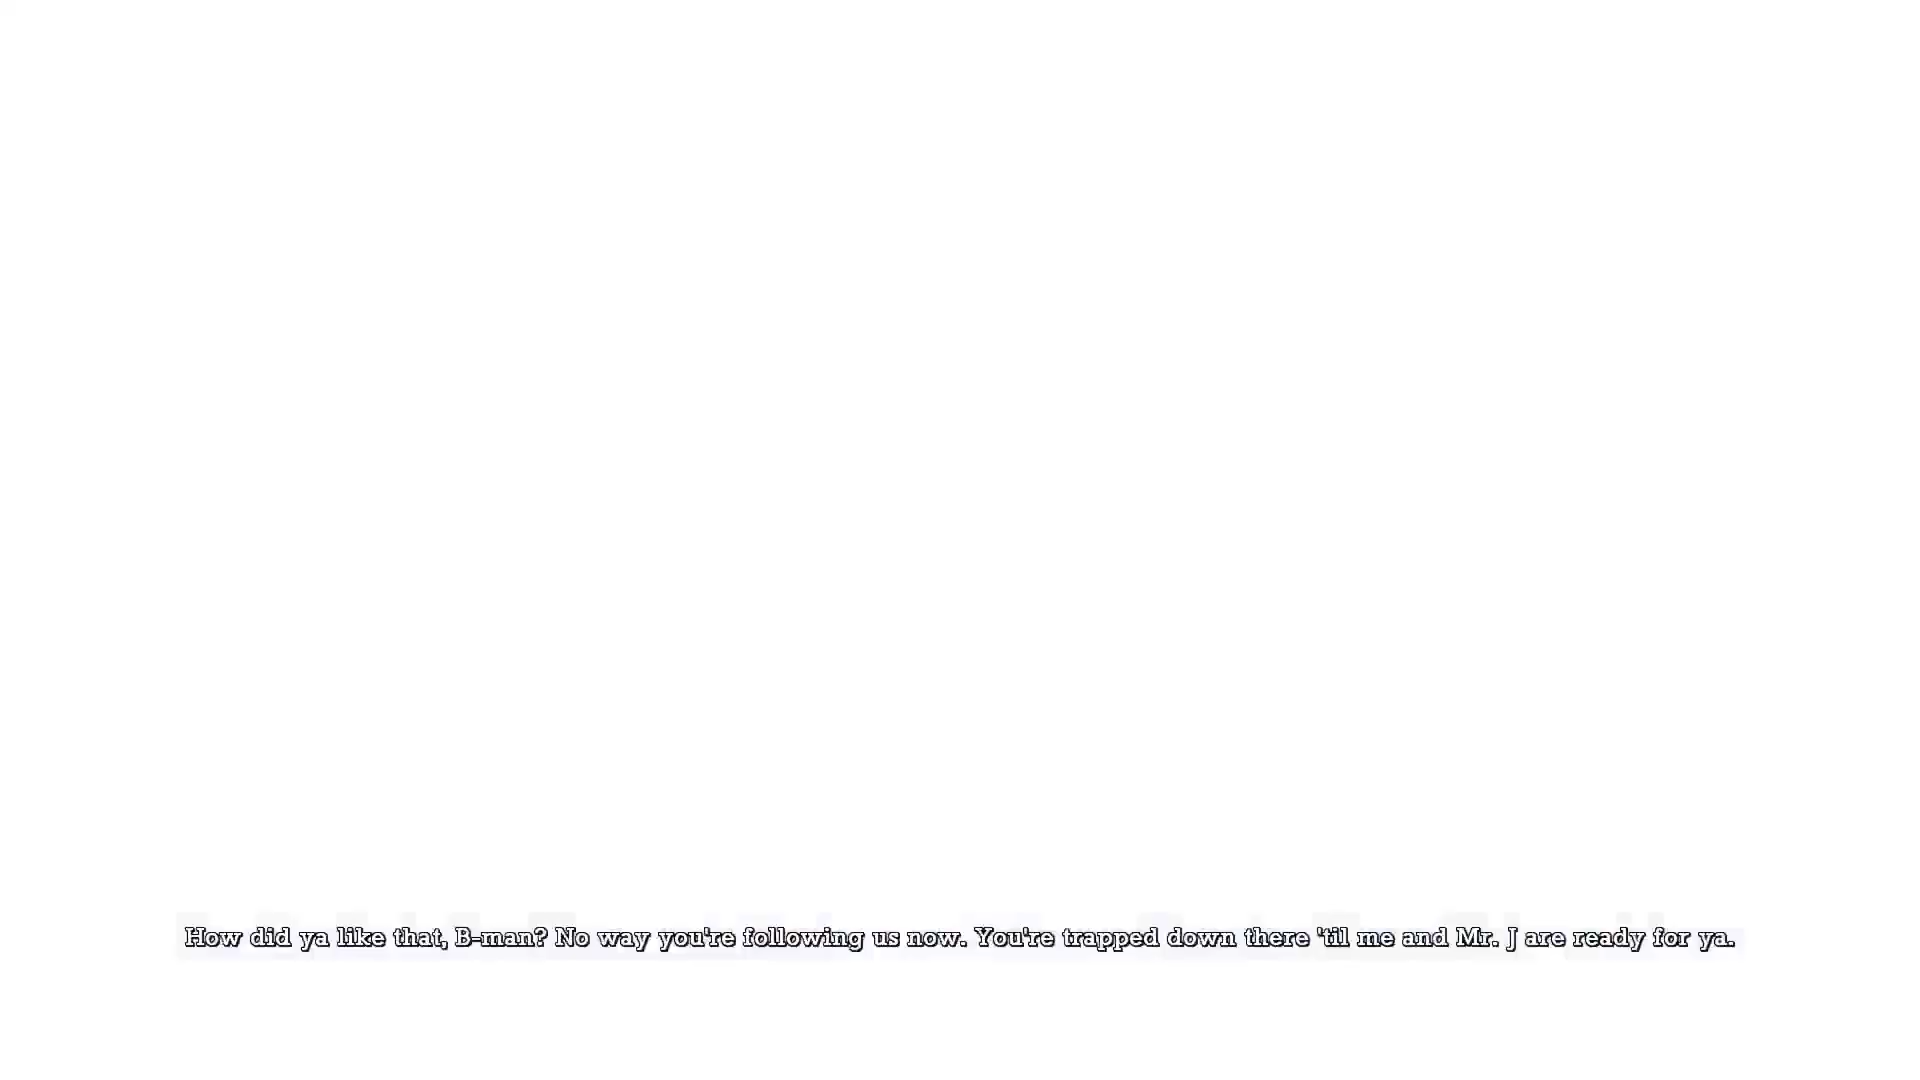 How did ya like that, B-man? No way you're following us now. You're trapped down there 'til me and Mr. J are ready for ya.